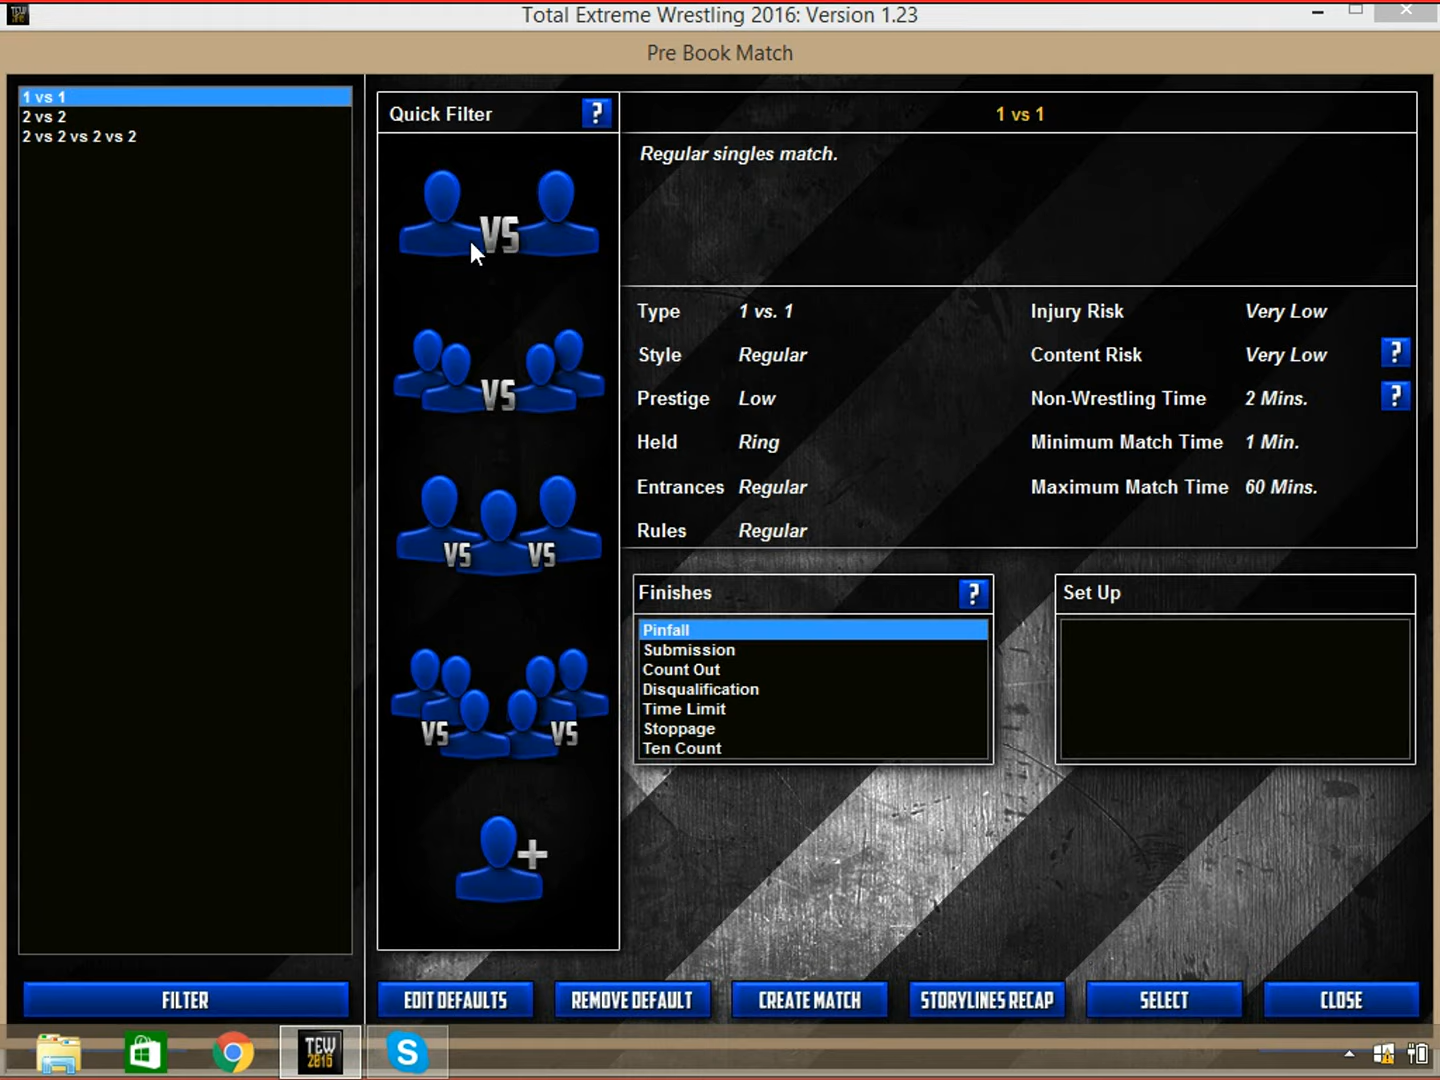 Total Extreme Wrestling 2016: Version 1.23
Pre Book Match
1 vs 1
2 vs 2
2 vs 2 vs 2 vs 2
Quick Filter ?
VS
VS
VS VS
VS VS
+
1 vs 1
Regular singles match.
Type 1 vs. 1
Style Regular
Prestige Low
Held Ring
Entrances Regular
Rules Regular
Injury Risk Very Low
Content Risk Very Low ?
Non-Wrestling Time 2 Mins. ?
Minimum Match Time 1 Min.
Maximum Match Time 60 Mins.
Finishes ?
Pinfall
Submission
Count Out
Disqualification
Time Limit
Stoppage
Ten Count
Set Up
FILTER
EDIT DEFAULTS
REMOVE DEFAULT
CREATE MATCH
STORYLINES RECAP
SELECT
CLOSE
TEW
2016
S